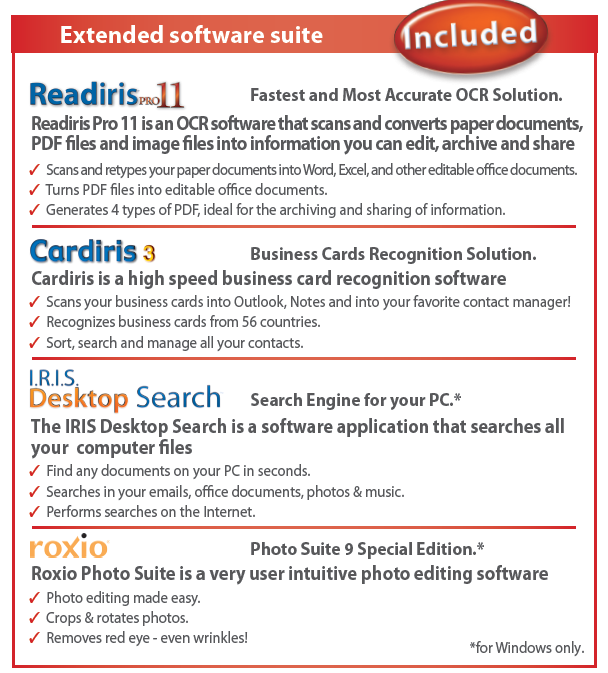 Extended software suite
Included
Readiris PRO 11
Fastest and Most Accurate OCR Solution.
Readiris Pro 11 is an OCR software that scans and converts paper documents,
PDF files and image files into information you can edit, archive and share
✓ Scans and retypes your paper documents into Word, Excel, and other editable office documents.
✓ Turns PDF files into editable office documents.
✓ Generates 4 types of PDF, ideal for the archiving and sharing of information.
Cardiris 3
Business Cards Recognition Solution.
Cardiris is a high speed business card recognition software
✓ Scans your business cards into Outlook, Notes and into your favorite contact manager!
✓ Recognizes business cards from 56 countries.
✓ Sort, search and manage all your contacts.
I.R.I.S.
Desktop Search
Search Engine for your PC.*
The IRIS Desktop Search is a software application that searches all
your computer files
✓ Find any documents on your PC in seconds.
✓ Searches in your emails, office documents, photos & music.
✓ Performs searches on the Internet.
roxio
Photo Suite 9 Special Edition.*
Roxio Photo Suite is a very user intuitive photo editing software
✓ Photo editing made easy.
✓ Crops & rotates photos.
✓ Removes red eye - even wrinkles!
*for Windows only.